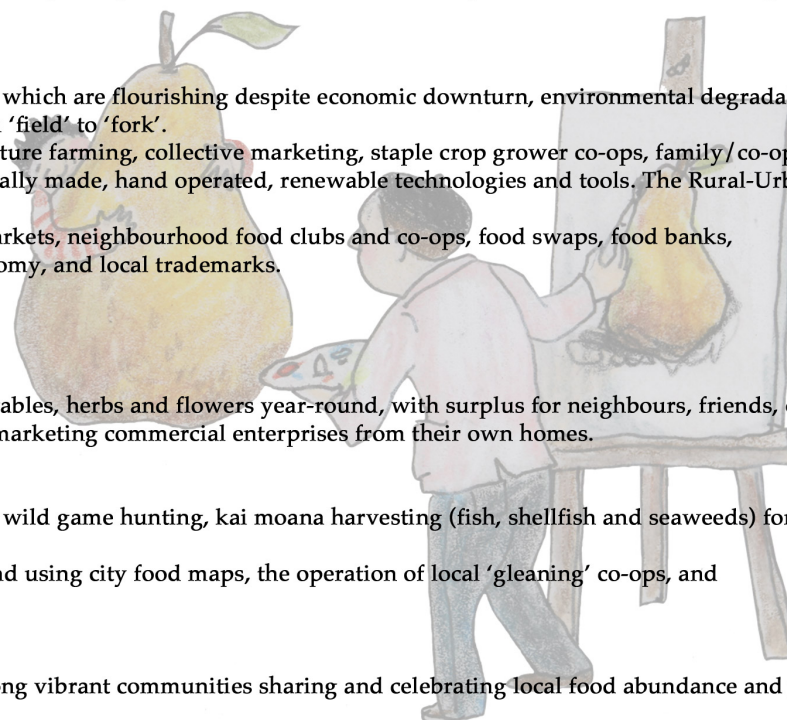 which are flourishing despite economic downturn, environmental degrada
‘field’ to ‘fork’.
ture farming, collective marketing, staple crop grower co-ops, family/co-op
ally made, hand operated, renewable technologies and tools. The Rural-Urb
rkets, neighbourhood food clubs and co-ops, food swaps, food banks,
omy, and local trademarks.
ables, herbs and flowers year-round, with surplus for neighbours, friends,
marketing commercial enterprises from their own homes.
wild game hunting, kai moana harvesting (fish, shellfish and seaweeds) for
nd using city food maps, the operation of local ‘gleaning’ co-ops, and
ng vibrant communities sharing and celebrating local food abundance and